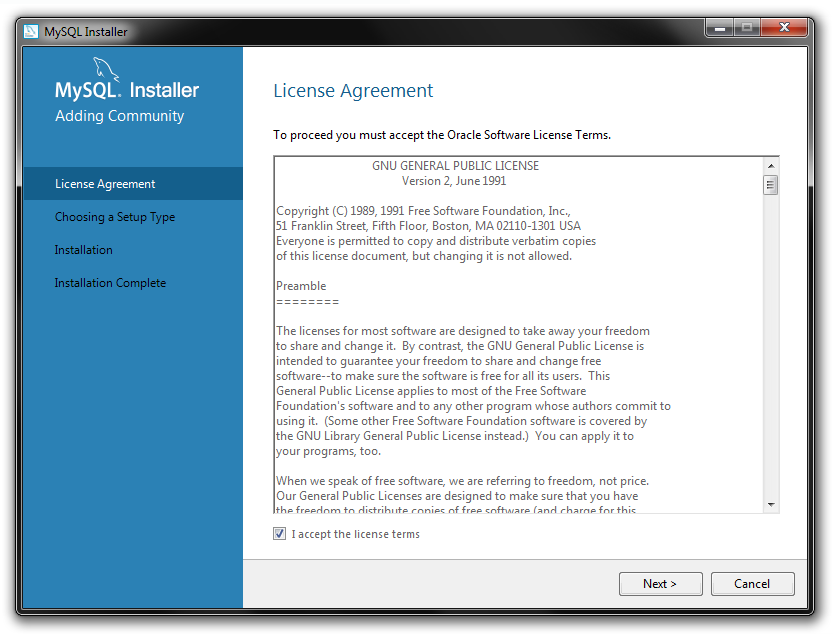 MySQL Installer
MySQL. Installer
Adding Community
License Agreement
Choosing a Setup Type
Installation
Installation Complete
License Agreement
To proceed you must accept the Oracle Software License Terms.
GNU GENERAL PUBLIC LICENSE
Version 2, June 1991
Copyright (C) 1989, 1991 Free Software Foundation, Inc.,
51 Franklin Street, Fifth Floor, Boston, MA 02110-1301 USA
Everyone is permitted to copy and distribute verbatim copies
of this license document, but changing it is not allowed.
Preamble
========
The licenses for most software are designed to take away your freedom
to share and change it.  By contrast, the GNU General Public License is
intended to guarantee your freedom to share and change free
software--to make sure the software is free for all its users.  This
General Public License applies to most of the Free Software
Foundation's software and to any other program whose authors commit to
using it.  (Some other Free Software Foundation software is covered by
the GNU Library General Public License instead.)  You can apply it to
your programs, too.
When we speak of free software, we are referring to freedom, not price.
Our General Public Licenses are designed to make sure that you have
the freedom to distribute copies of free software (and charge for this
I accept the license terms
Next >
Cancel